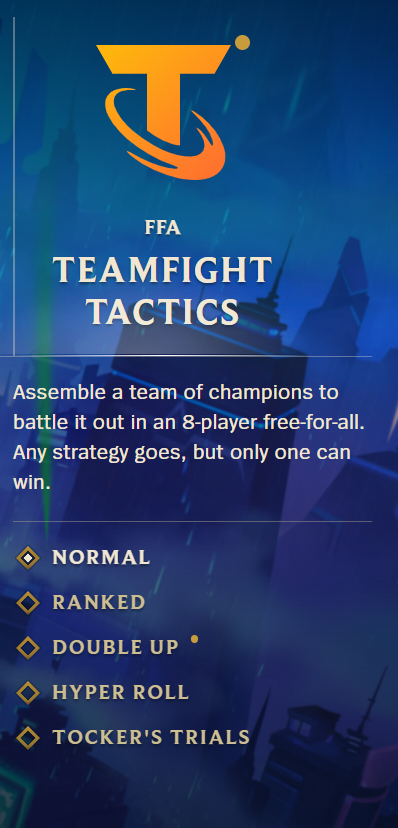 FFA
TEAMFIGHT
TACTICS
Assemble a team of champions to
battle it out in an 8-player free-for-all.
Any strategy goes, but only one can
win.
NORMAL
RANKED
DOUBLE UP
HYPER ROLL
TOCKER'S TRIALS